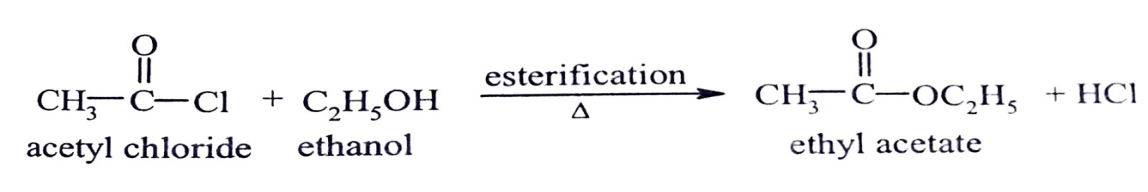 O
O
CH₃—C—Cl + C₂H₅OH esterification Δ CH₃—C—OC₂H₅ + HCl
acetyl chloride ethanol ethyl acetate